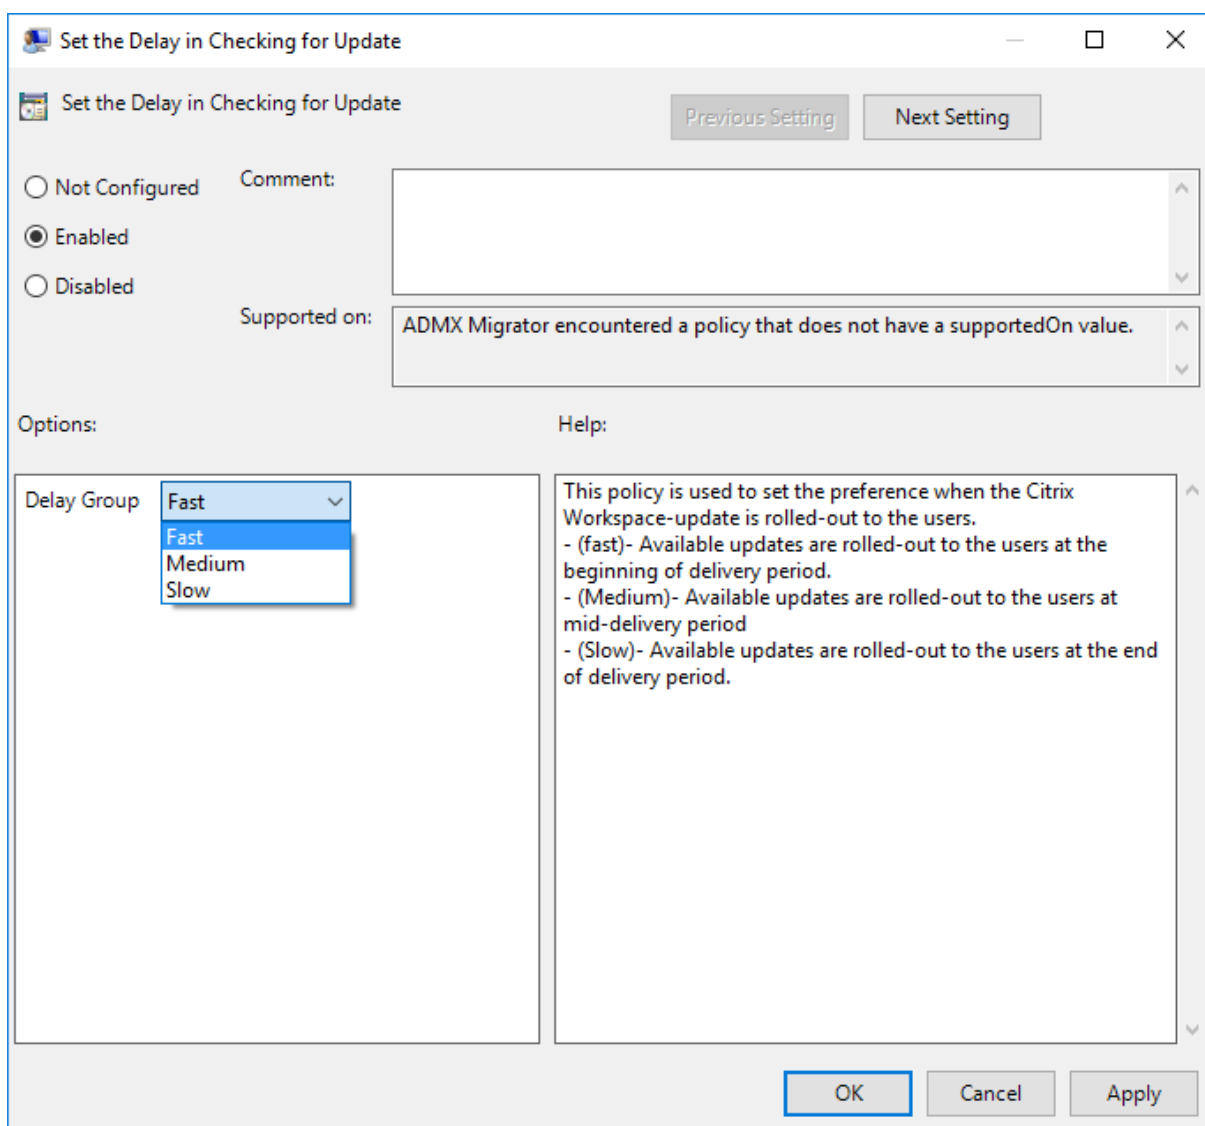 Set the Delay in Checking for Update
Set the Delay in Checking for Update
Previous Setting
Next Setting
Not Configured
Enabled
Disabled
Comment:
Supported on:
ADMX Migrator encountered a policy that does not have a supportedOn value.
Options:
Help:
Delay Group
Fast
Fast
Medium
Slow
This policy is used to set the preference when the Citrix
Workspace-update is rolled-out to the users.
- (fast)- Available updates are rolled-out to the users at the
beginning of delivery period.
- (Medium)- Available updates are rolled-out to the users at
mid-delivery period
- (Slow)- Available updates are rolled-out to the users at the end
of delivery period.
OK
Cancel
Apply